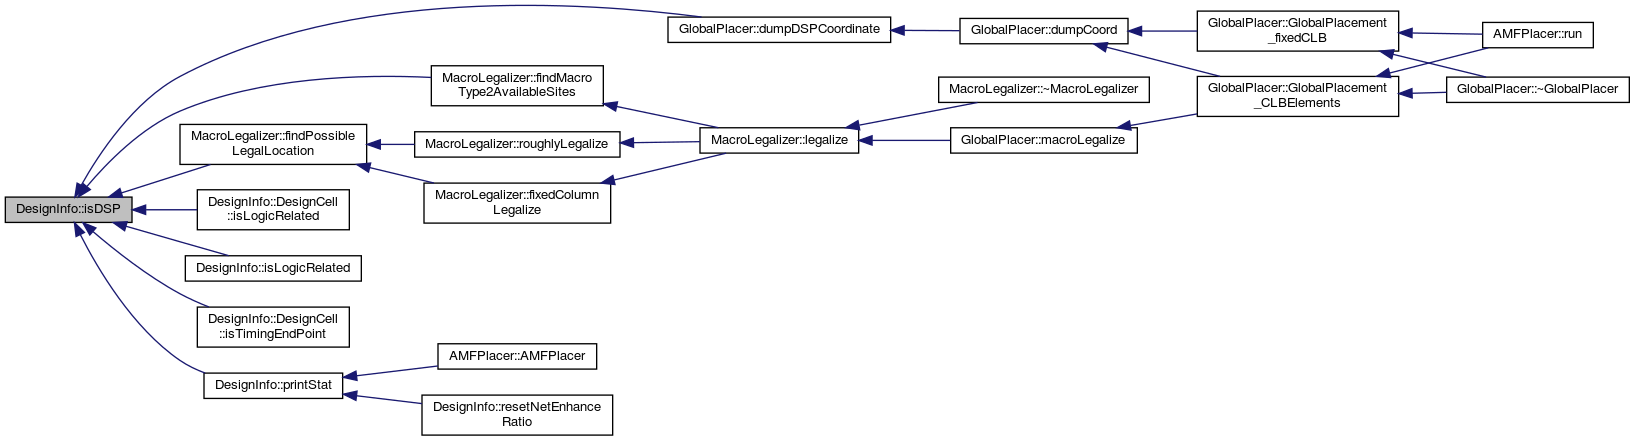 GlobalPlacer::dumpDSPCoordinate
GlobalPlacer::dumpCoord
GlobalPlacer::GlobalPlacement
_fixedCLB
AMFPlacer::run
MacroLegalizer::findMacro
Type2AvailableSites
MacroLegalizer::~MacroLegalizer
GlobalPlacer::GlobalPlacement
_CLBElements
GlobalPlacer::~GlobalPlacer
MacroLegalizer::findPossible
LegalLocation
MacroLegalizer::roughlyLegalize
MacroLegalizer::legalize
GlobalPlacer::macroLegalize
MacroLegalizer::fixedColumn
Legalize
DesignInfo::isDSP
DesignInfo::DesignCell
::isLogicRelated
DesignInfo::isLogicRelated
DesignInfo::DesignCell
::isTimingEndPoint
AMFPlacer::AMFPlacer
DesignInfo::printStat
DesignInfo::resetNetEnhance
Ratio